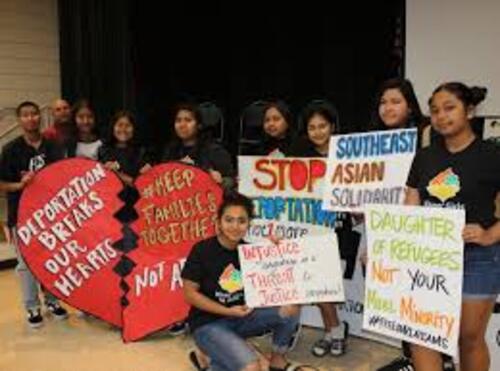 DEPORTATION
BREAKS
OUR
HEARTS
#KEEP
FAMILIES
TOGETHER
NOT
STOP
DEPORTATION
INJUSTICE
ANYWHERE IS A
THREAT to
JUSTICE
SOUTHEAST
ASIAN
SOLIDARITY
DAUGHTER
OF REFUGEES
NOT YOUR
MODEL MINORITY